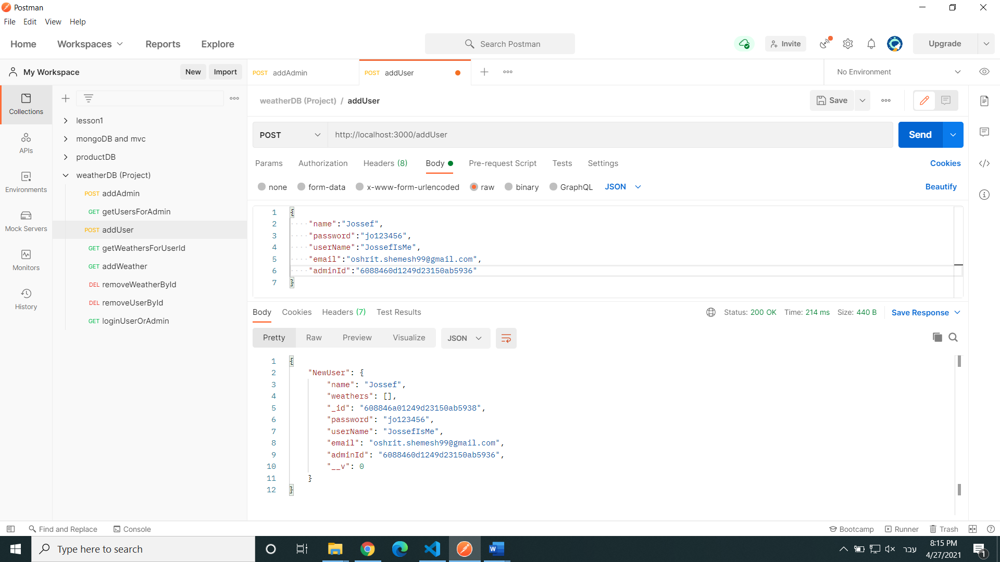 Postman
File Edit View Help
Home Workspaces Reports Explore Search Postman Invite Upgrade
My Workspace New Import POST addAdmin POST addUser No Environment
weatherDB (Project) / addUser Save
Collections
APIs
Environments
Mock Servers
Monitors
History
lesson1
mongoDB and mvc
productDB
weatherDB (Project)
POST addAdmin
GET getUsersForAdmin
POST addUser
GET getWeathersForUserId
GET addWeather
DEL removeWeatherById
DEL removeUserById
GET loginUserOrAdmin
POST http://localhost:3000/addUser Send
Params Authorization Headers (8) Body Pre-request Script Tests Settings Cookies
none form-data x-www-form-urlencoded raw binary GraphQL JSON Beautify
1 {
2 "name":"Jossef",
3 "password":"jo123456",
4 "userName":"JossefIsMe",
5 "email":"oshrit.shemesh99@gmail.com",
6 "adminId":"6088460d1249d23150ab5936"
7 }
Body Cookies Headers (7) Test Results Status: 200 OK Time: 214 ms Size: 440 B Save Response
Pretty Raw Preview Visualize JSON
1 {
2 "NewUser": {
3 "name": "Jossef",
4 "weathers": [],
5 "_id": "608846a01249d23150ab5938",
6 "password": "jo123456",
7 "userName": "JossefIsMe",
8 "email": "oshrit.shemesh99@gmail.com",
9 "adminId": "6088460d1249d23150ab5936",
10 "__v": 0
11 }
12 }
Find and Replace Console Bootcamp Runner Trash
Type here to search עבר 8:15 PM
4/27/2021 1